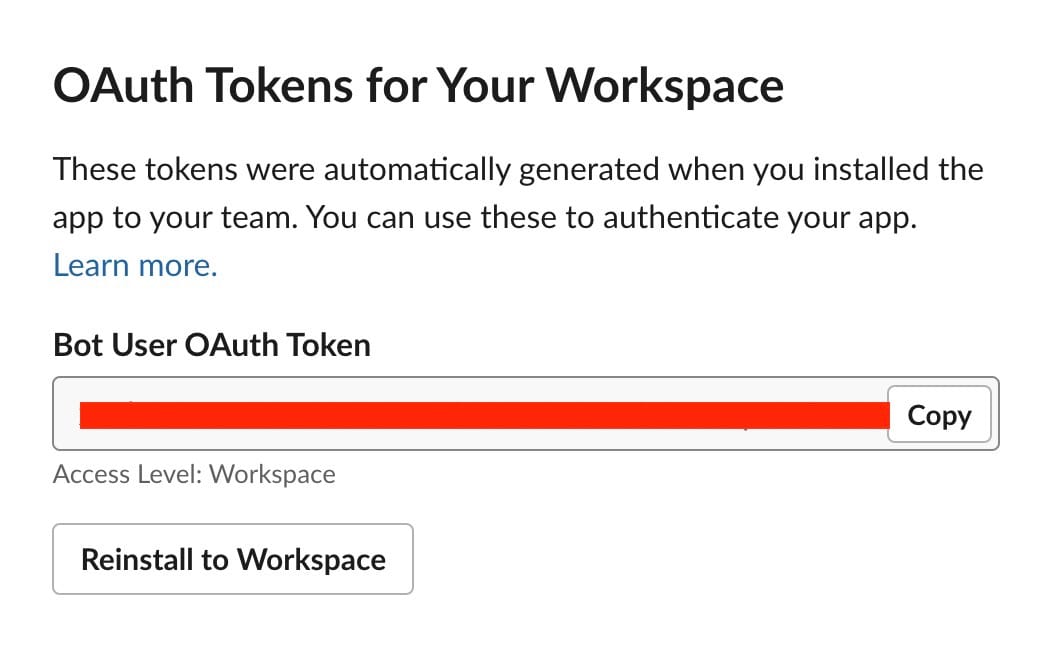 OAuth Tokens for Your Workspace
These tokens were automatically generated when you installed the
app to your team. You can use these to authenticate your app.
Learn more.
Bot User OAuth Token
Copy
Access Level: Workspace
Reinstall to Workspace